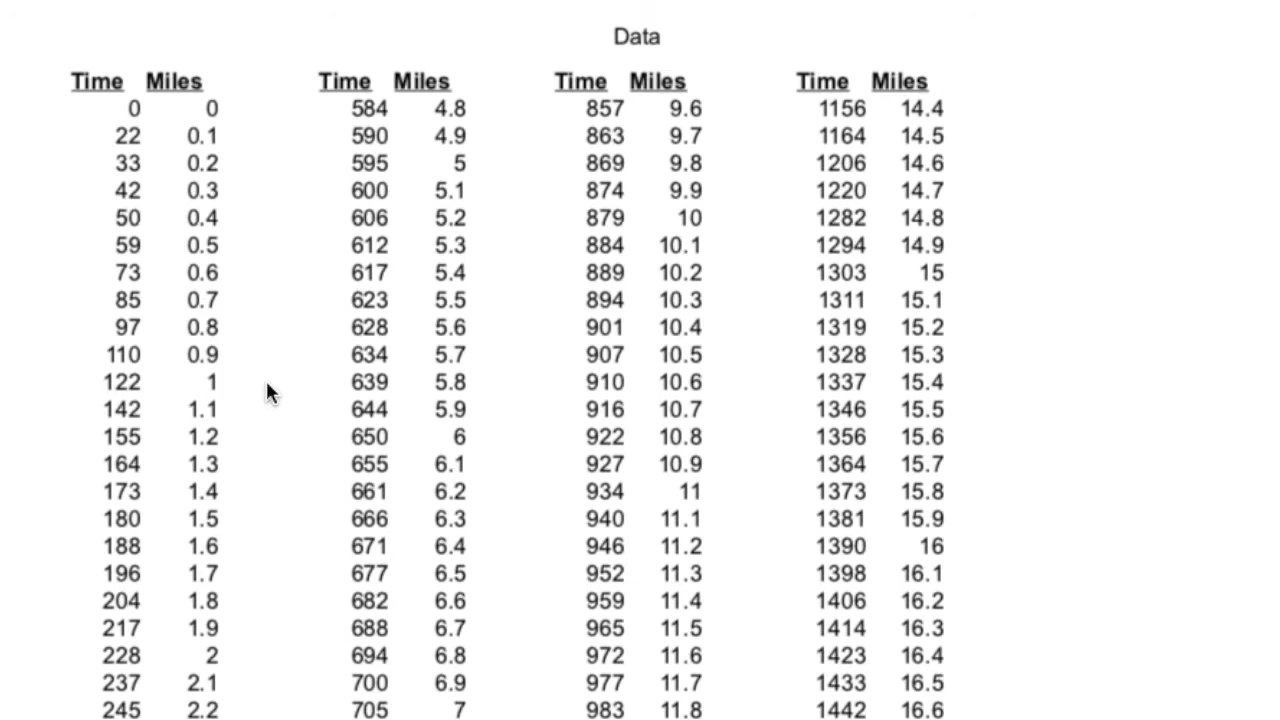 Data
Time Miles Time Miles Time Miles Time Miles
0 0 584 4.8 857 9.6 1156 14.4
22 0.1 590 4.9 863 9.7 1164 14.5
33 0.2 595 5 869 9.8 1206 14.6
42 0.3 600 5.1 874 9.9 1220 14.7
50 0.4 606 5.2 879 10 1282 14.8
59 0.5 612 5.3 884 10.1 1294 14.9
73 0.6 617 5.4 889 10.2 1303 15
85 0.7 623 5.5 894 10.3 1311 15.1
97 0.8 628 5.6 901 10.4 1319 15.2
110 0.9 634 5.7 907 10.5 1328 15.3
122 1 639 5.8 910 10.6 1337 15.4
142 1.1 644 5.9 916 10.7 1346 15.5
155 1.2 650 6 922 10.8 1356 15.6
164 1.3 655 6.1 927 10.9 1364 15.7
173 1.4 661 6.2 934 11 1373 15.8
180 1.5 666 6.3 940 11.1 1381 15.9
188 1.6 671 6.4 946 11.2 1390 16
196 1.7 677 6.5 952 11.3 1398 16.1
204 1.8 682 6.6 959 11.4 1406 16.2
217 1.9 688 6.7 965 11.5 1414 16.3
228 2 694 6.8 972 11.6 1423 16.4
237 2.1 700 6.9 977 11.7 1433 16.5
245 2.2 705 7 983 11.8 1442 16.6